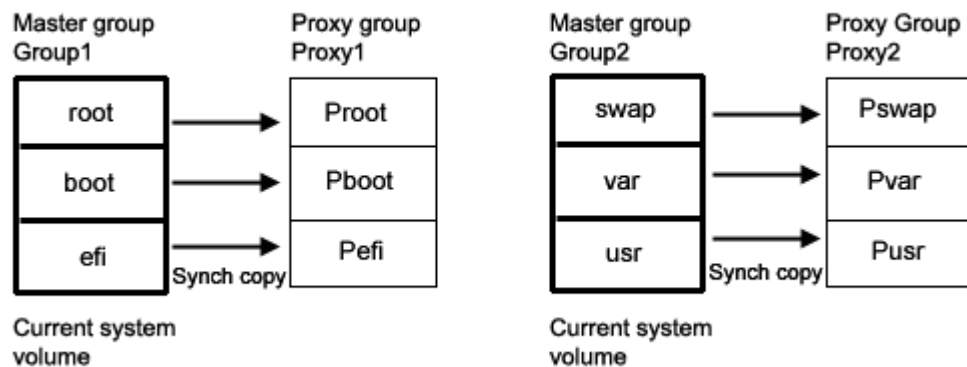 Master group
Group1
Proxy group
Proxy1
root
Proot
boot
Pboot
efi
Pefi
Synch copy
Current system
volume
Master group
Group2
Proxy Group
Proxy2
swap
Pswap
var
Pvar
usr
Pusr
Synch copy
Current system
volume